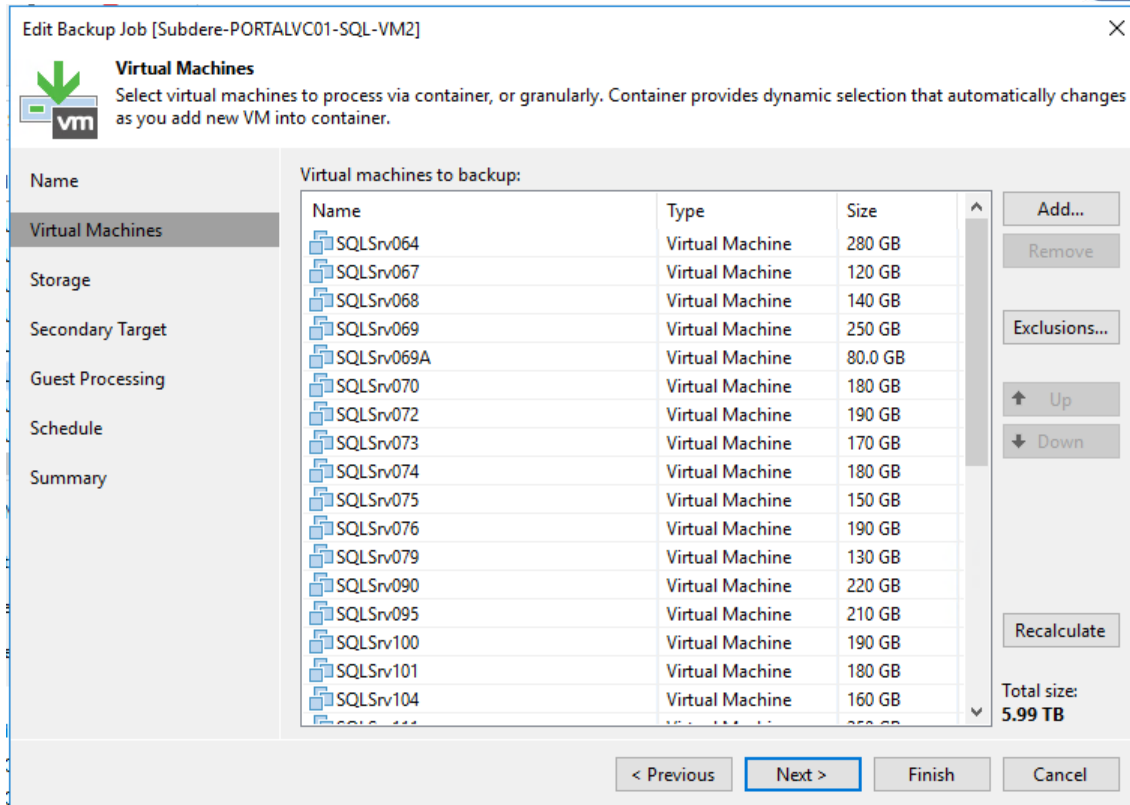 Edit Backup Job [Subdere-PORTALVC01-SQL-VM2]
Virtual Machines
Select virtual machines to process via container, or granularly. Container provides dynamic selection that automatically changes
as you add new VM into container.
vm
Name
Virtual Machines
Storage
Secondary Target
Guest Processing
Schedule
Summary
Virtual machines to backup:
Name Type Size
SQLSrv064 Virtual Machine 280 GB
SQLSrv067 Virtual Machine 120 GB
SQLSrv068 Virtual Machine 140 GB
SQLSrv069 Virtual Machine 250 GB
SQLSrv069A Virtual Machine 80.0 GB
SQLSrv070 Virtual Machine 180 GB
SQLSrv072 Virtual Machine 190 GB
SQLSrv073 Virtual Machine 170 GB
SQLSrv074 Virtual Machine 180 GB
SQLSrv075 Virtual Machine 150 GB
SQLSrv076 Virtual Machine 190 GB
SQLSrv079 Virtual Machine 130 GB
SQLSrv090 Virtual Machine 220 GB
SQLSrv095 Virtual Machine 210 GB
SQLSrv100 Virtual Machine 190 GB
SQLSrv101 Virtual Machine 180 GB
SQLSrv104 Virtual Machine 160 GB
Add...
Remove
Exclusions...
Up
Down
Recalculate
Total size:
5.99 TB
< Previous
Next >
Finish
Cancel